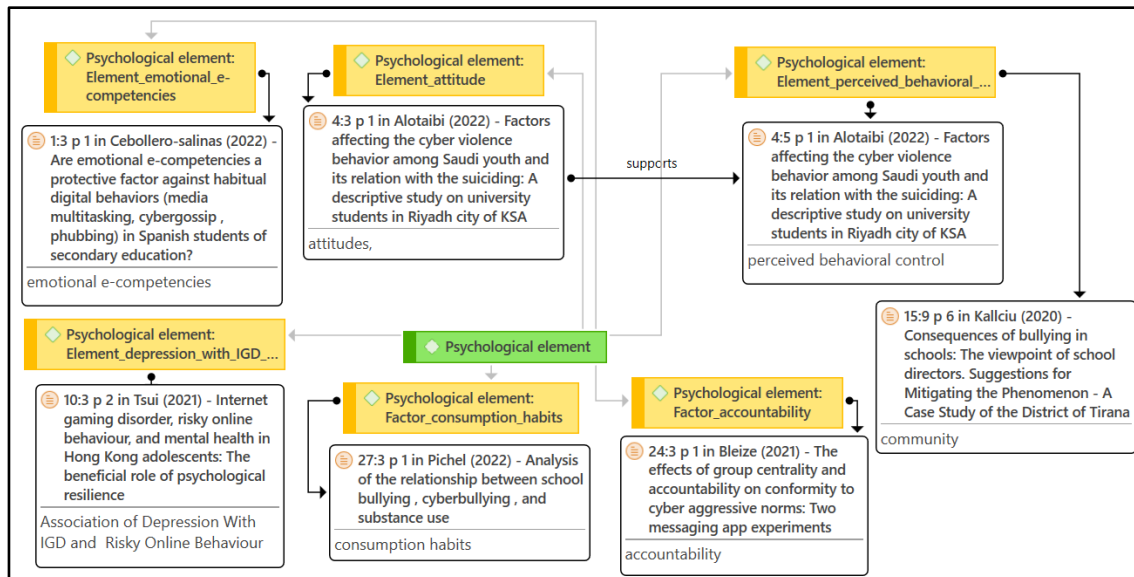 Psychological element:
Element_emotional_e-
competencies
Psychological element:
Element_attitude
Psychological element:
Element_perceived_behavioral_...
1:3 p 1 in Cebollero-salinas (2022) -
Are emotional e-competencies a
protective factor against habitual
digital behaviors (media
multitasking, cybergossip ,
phubbing) in Spanish students of
secondary education?
emotional e-competencies
4:3 p 1 in Alotaibi (2022) - Factors
affecting the cyber violence
behavior among Saudi youth and
its relation with the suiciding: A
descriptive study on university
students in Riyadh city of KSA
attitudes,
supports
4:5 p 1 in Alotaibi (2022) - Factors
affecting the cyber violence
behavior among Saudi youth and
its relation with the suiciding: A
descriptive study on university
students in Riyadh city of KSA
perceived behavioral control
Psychological element:
Element_depression_with_IGD_...
Psychological element
15:9 p 6 in Kallciu (2020) -
Consequences of bullying in
schools: The viewpoint of school
directors. Suggestions for
Mitigating the Phenomenon - A
Case Study of the District of Tirana
community
10:3 p 2 in Tsui (2021) - Internet
gaming disorder, risky online
behaviour, and mental health in
Hong Kong adolescents: The
beneficial role of psychological
resilience
Association of Depression With
IGD and Risky Online Behaviour
Psychological element:
Factor_consumption_habits
27:3 p 1 in Pichel (2022) - Analysis
of the relationship between school
bullying , cyberbullying , and
substance use
consumption habits
Psychological element:
Factor_accountability
24:3 p 1 in Bleize (2021) - The
effects of group centrality and
accountability on conformity to
cyber aggressive norms: Two
messaging app experiments
accountability